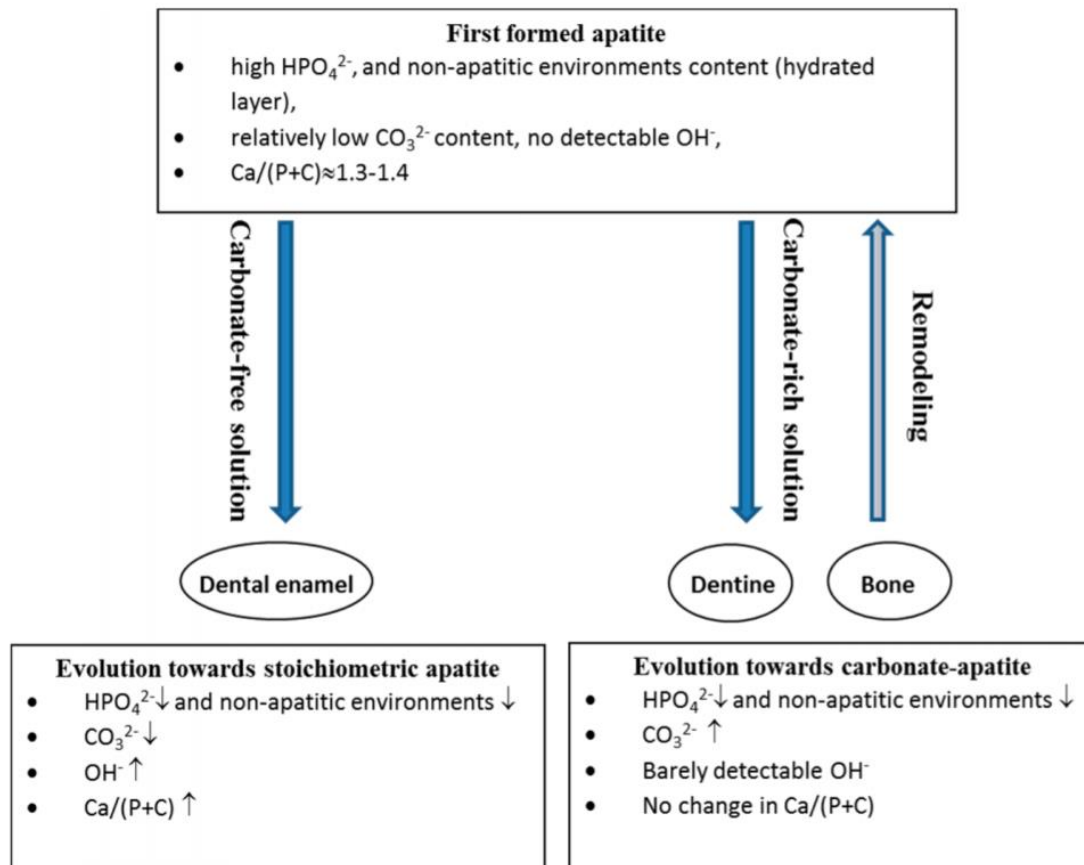 First formed apatite
• high HPO₄²⁻, and non-apatitic environments content (hydrated
layer),
• relatively low CO₃²⁻ content, no detectable OH⁻,
• Ca/(P+C)≈1.3-1.4
Carbonate-free solution
Carbonate-rich solution
Remodeling
Dental enamel
Dentine
Bone
Evolution towards stoichiometric apatite
• HPO₄²⁻↓ and non-apatitic environments ↓
• CO₃²⁻↓
• OH⁻ ↑
• Ca/(P+C) ↑
Evolution towards carbonate-apatite
• HPO₄²⁻↓ and non-apatitic environments ↓
• CO₃²⁻ ↑
• Barely detectable OH⁻
• No change in Ca/(P+C)